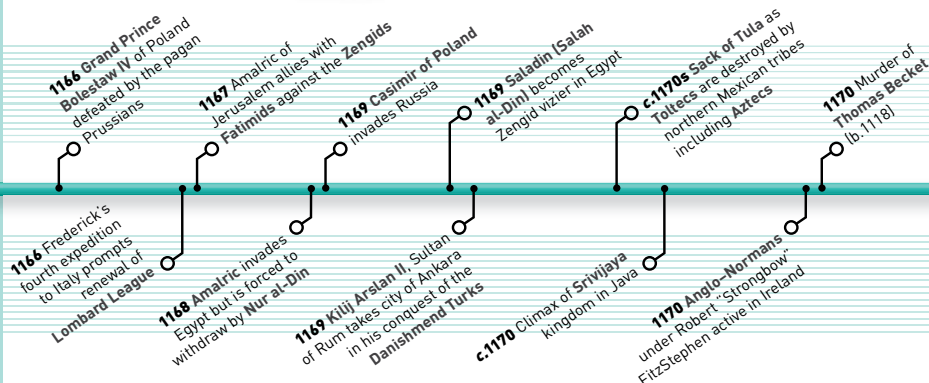 1166 Grand Prince
Bolesław IV of Poland
defeated by the pagan
Prussians
1167 Amalric of
Jerusalem allies with
Fatimids against the Zengids
1169 Casimir of Poland
invades Russia
1169 Saladin (Salah
al-Din) becomes
Zengid vizier in Egypt
c.1170s Sack of Tula as
Toltecs are destroyed by
northern Mexican tribes
including Aztecs
1170 Murder of
Thomas Becket
(b.1118)
1166 Frederick's
fourth expedition
to Italy prompts
renewal of
Lombard League
1168 Amalric invades
Egypt but is forced to
withdraw by Nur al-Din
1169 Kilij Arslan II, Sultan
of Rum takes city of Ankara
in his conquest of the
Danishmend Turks
c.1170 Climax of Srivijaya
kingdom in Java
1170 Anglo-Normans
under Robert "Strongbow"
FitzStephen active in Ireland